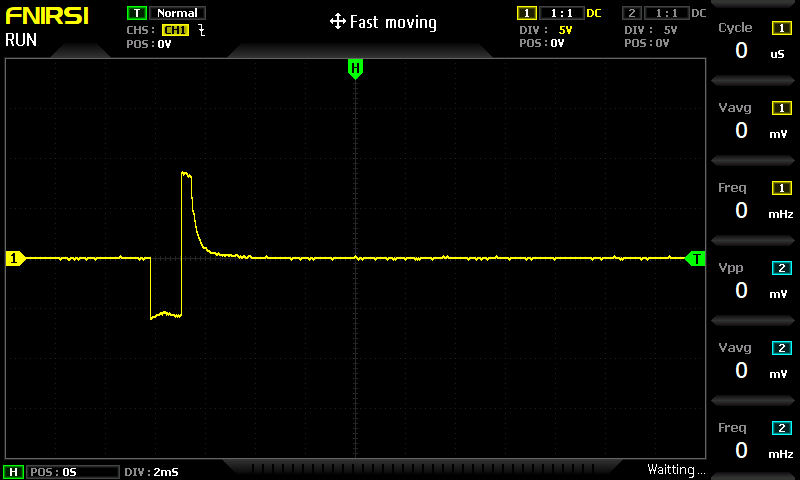 FNIRSI
RUN
T Normal
CHS: CH1
POS: 0V
Fast moving
1 1:1 DC
DIV: 5V
POS: 0V
2 1:1 DC
DIV: 5V
POS: 0V
H
1
T
Cycle 1
0 uS
Vavg 1
0 mV
Freq 1
0 mHz
Vpp 2
0 mV
Vavg 2
0 mV
Freq 2
0 mHz
H POS: 0S DIV: 2mS
Waitting...